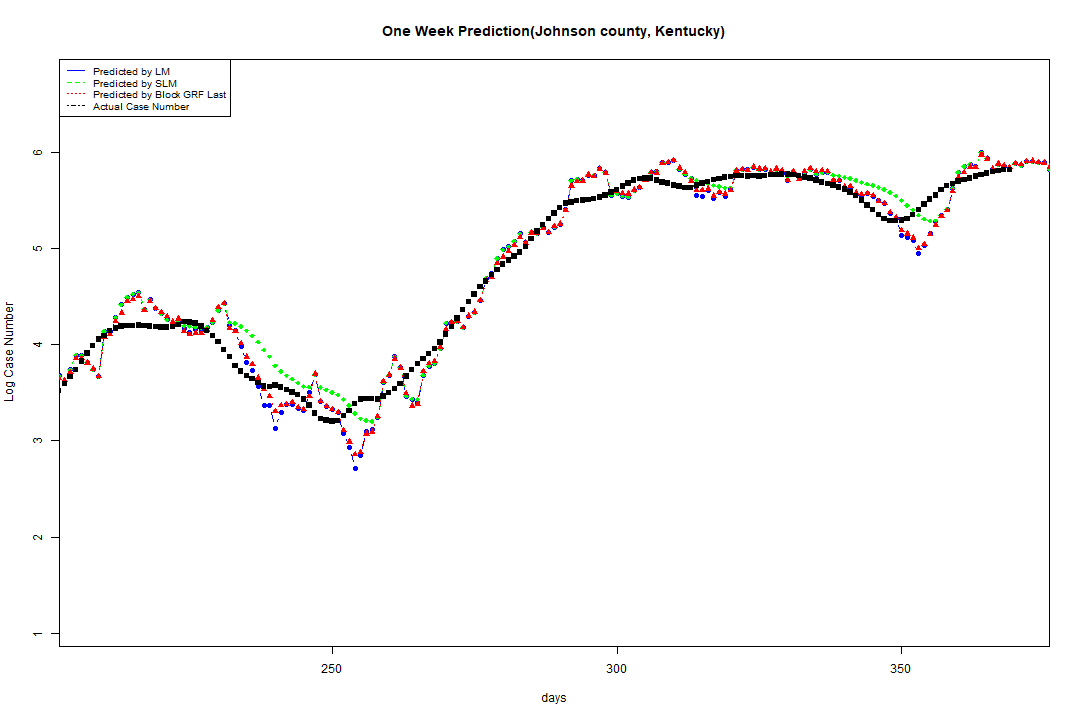 One Week Prediction(Johnson county, Kentucky)
Predicted by LM
Predicted by SLM
Predicted by Block GRF Last
Actual Case Number
Log Case Number
6
5
4
3
2
1
250 300 350
days